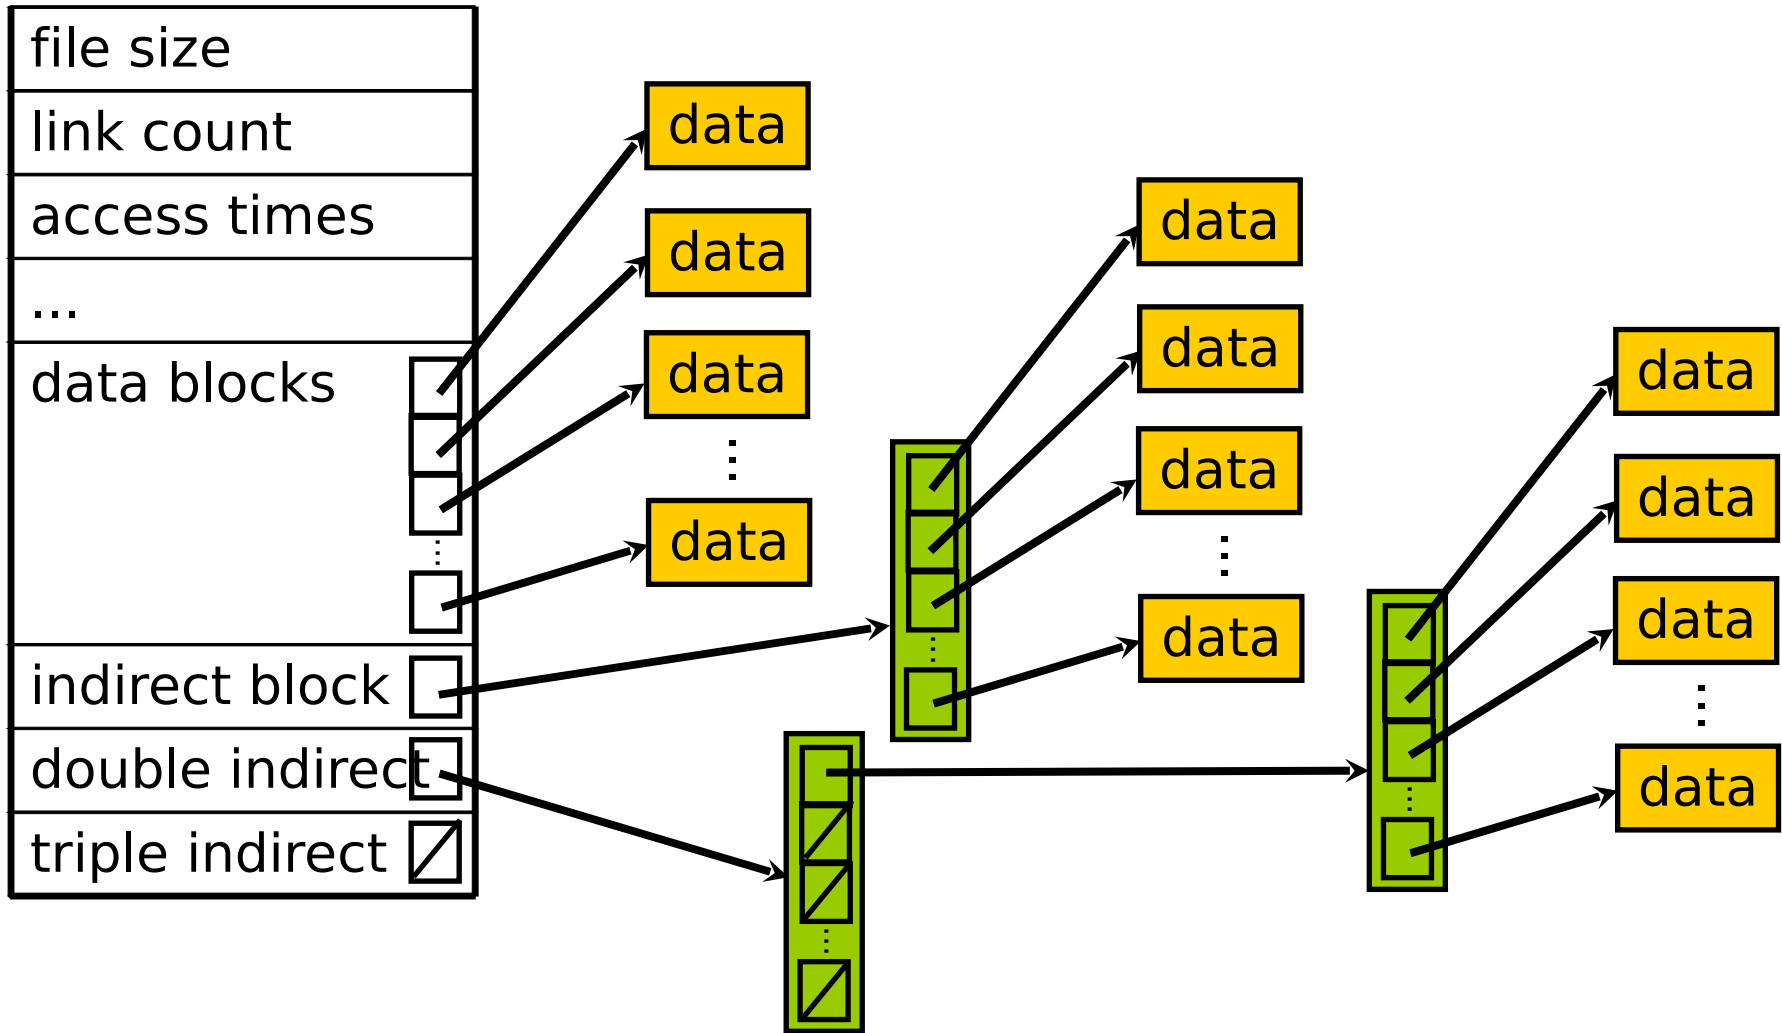 file size
link count
access times
...
data blocks
indirect block
double indirect
triple indirect
data
data
data
data
data
data
data
data
data
data
data
data